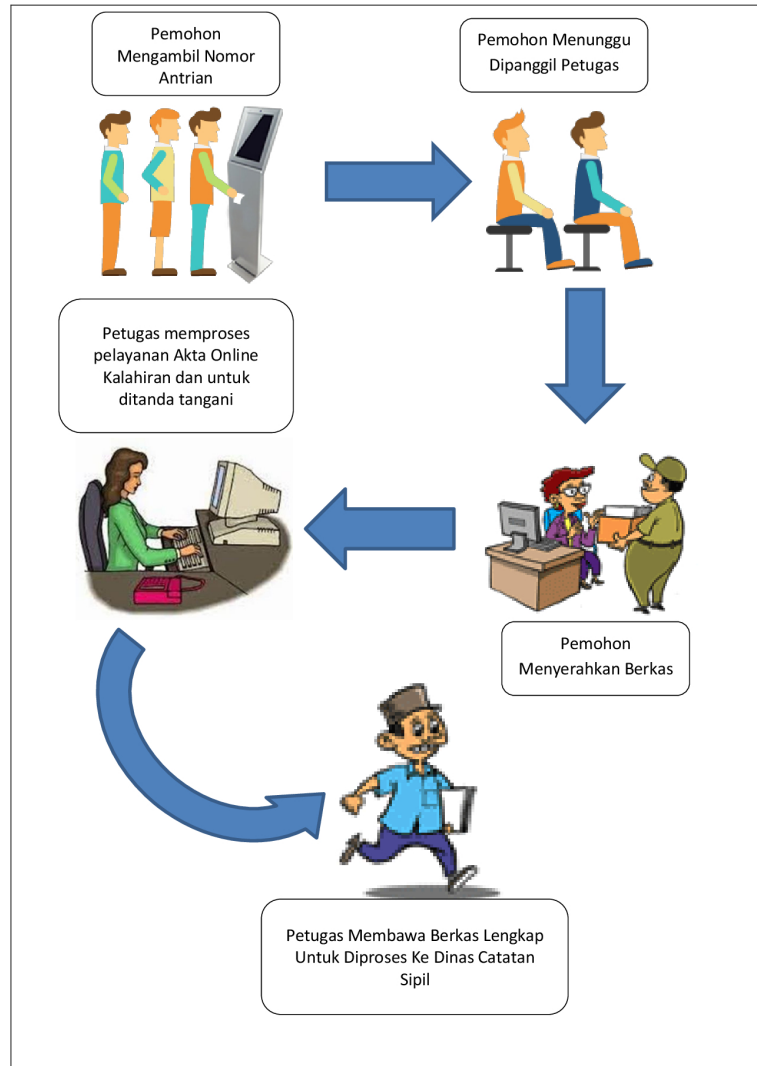 Pemohon
Mengambil Nomor
Antrian
Pemohon Menunggu
Dipanggil Petugas
Petugas memproses
pelayanan Akta Online
Kalahiran dan untuk
ditanda tangani
Pemohon
Menyerahkan Berkas
Petugas Membawa Berkas Lengkap
Untuk Diproses Ke Dinas Catatan
Sipil